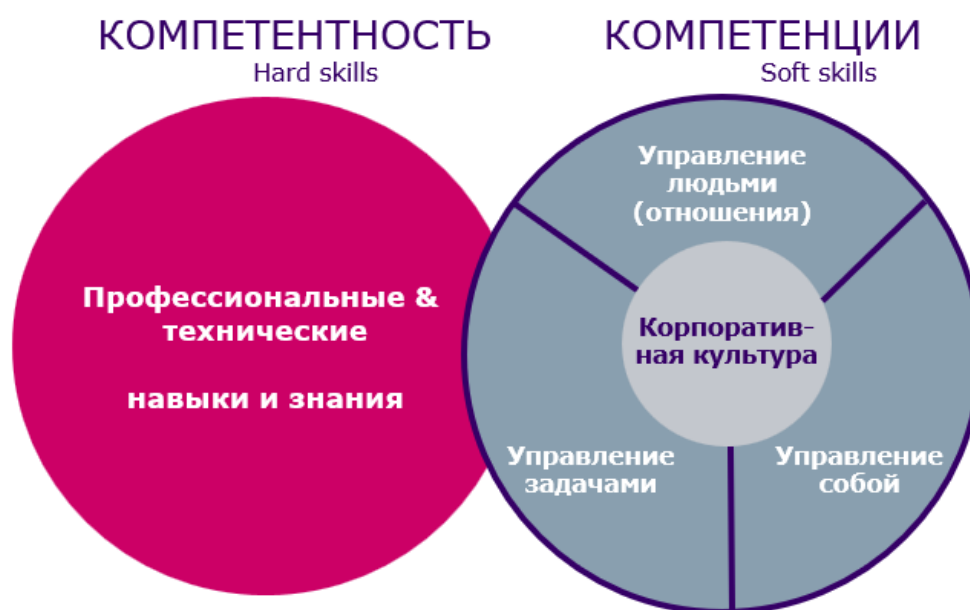 КОМПЕТЕНТНОСТЬ
Hard skills
КОМПЕТЕНЦИИ
Soft skills
Профессиональные &
технические
навыки и знания
Управление
людьми
(отношения)
Корпоратив-
ная культура
Управление
задачами
Управление
собой